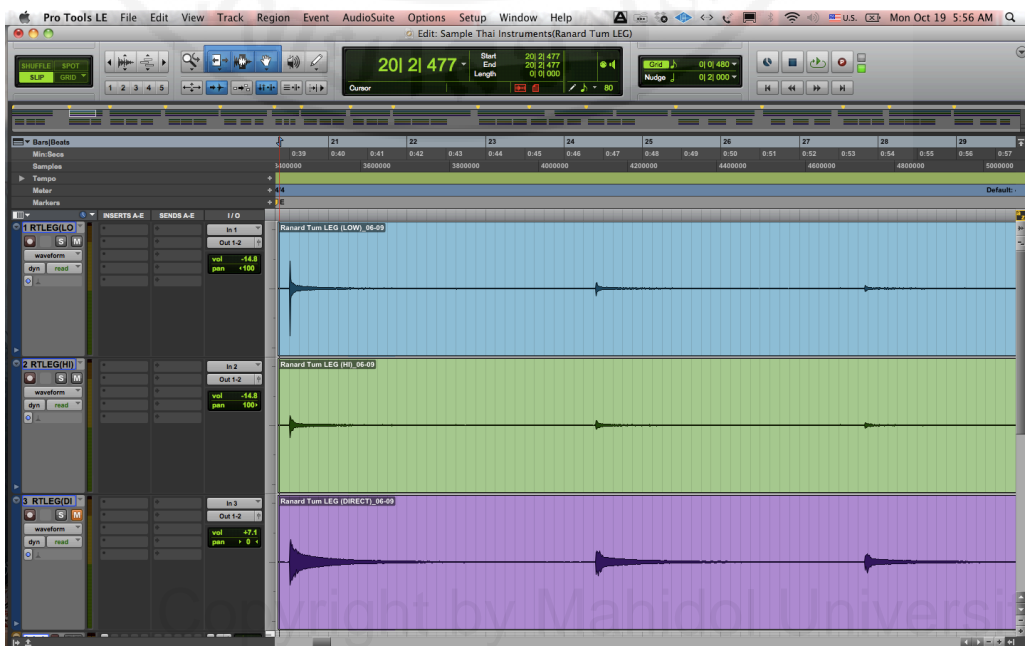 Pro Tools LE File Edit View Track Region Event AudioSuite Options Setup Window Help U.S. Mon Oct 19 5:56 AM
Edit: Sample Thai Instruments(Ranard Tum LEG)
SHUFFLE SPOT
SLIP GRID
1 2 3 4 5
20| 2| 477
Start 20| 2| 477
End 20| 2| 477
Length 0| 0| 000
Cursor
80
Grid 0| 0| 480
Nudge 0| 2| 000
Bars|Beats 21 22 23 24 25 26 27 28 29
Min:Secs 0:39 0:40 0:41 0:42 0:43 0:44 0:45 0:46 0:47 0:48 0:49 0:50 0:51 0:52 0:53 0:54 0:55 0:56 0:57
Samples 3400000 3600000 3800000 4000000 4200000 4400000 4600000 4800000 5000000
Tempo
Meter 4/4 Default:
Markers E
INSERTS A-E SENDS A-E I / O
1 RTLEG(LO In 1 Ranard Tum LEG (LOW)_06-09
S M Out 1-2
waveform vol -14.8
dyn read pan ‹100
2 RTLEG(HI) In 2 Ranard Tum LEG (HI)_06-09
S M Out 1-2
waveform vol -14.8
dyn read pan 100›
3 RTLEG(DI In 3 Ranard Tum LEG (DIRECT)_06-09
S M Out 1-2
waveform vol +7.1
dyn read pan › 0 ‹
Copyright by Mahidol Universit